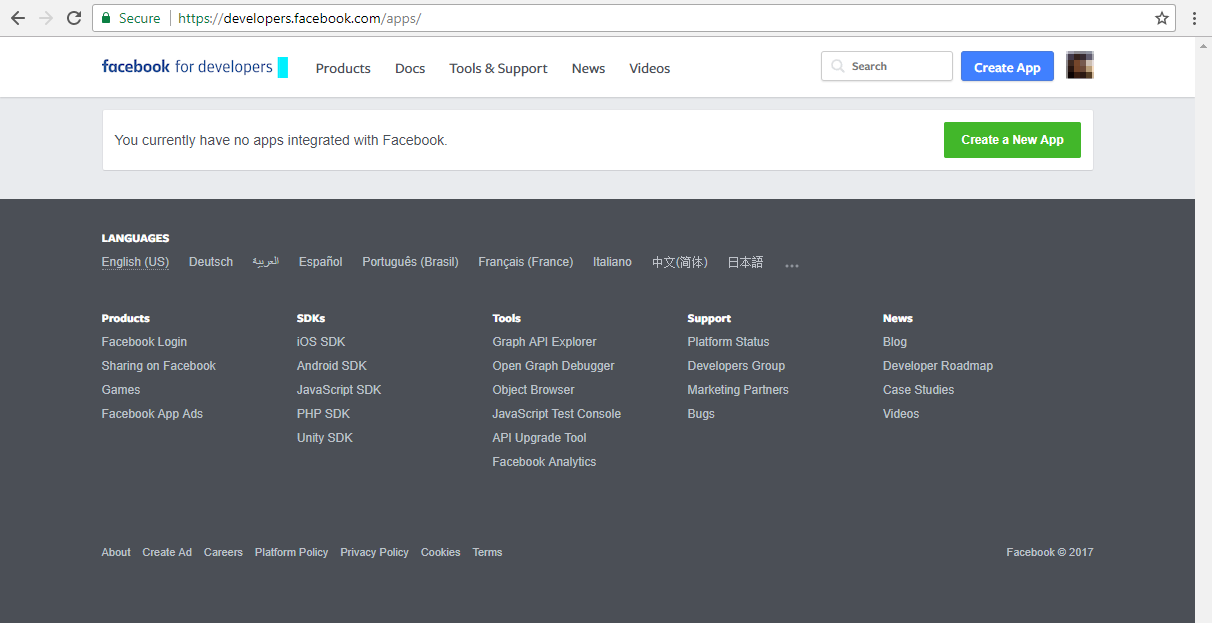 Secure https://developers.facebook.com/apps/
facebook for developers Products Docs Tools & Support News Videos Search Create App
You currently have no apps integrated with Facebook. Create a New App
LANGUAGES
English (US) Deutsch العربية Español Português (Brasil) Français (France) Italiano 中文(简体) 日本語 ...
Products SDKs Tools Support News
Facebook Login iOS SDK Graph API Explorer Platform Status Blog
Sharing on Facebook Android SDK Open Graph Debugger Developers Group Developer Roadmap
Games JavaScript SDK Object Browser Marketing Partners Case Studies
Facebook App Ads PHP SDK JavaScript Test Console Bugs Videos
Unity SDK API Upgrade Tool
Facebook Analytics
About Create Ad Careers Platform Policy Privacy Policy Cookies Terms Facebook © 2017